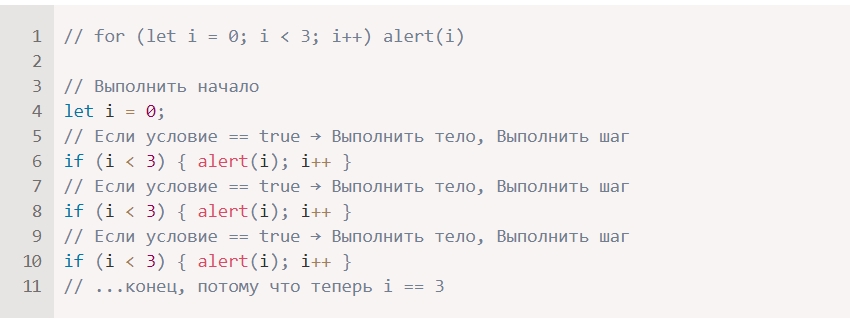 1 // for (let i = 0; i < 3; i++) alert(i)
2
3 // Выполнить начало
4 let i = 0;
5 // Если условие == true → Выполнить тело, Выполнить шаг
6 if (i < 3) { alert(i); i++ }
7 // Если условие == true → Выполнить тело, Выполнить шаг
8 if (i < 3) { alert(i); i++ }
9 // Если условие == true → Выполнить тело, Выполнить шаг
10 if (i < 3) { alert(i); i++ }
11 // ...конец, потому что теперь i == 3